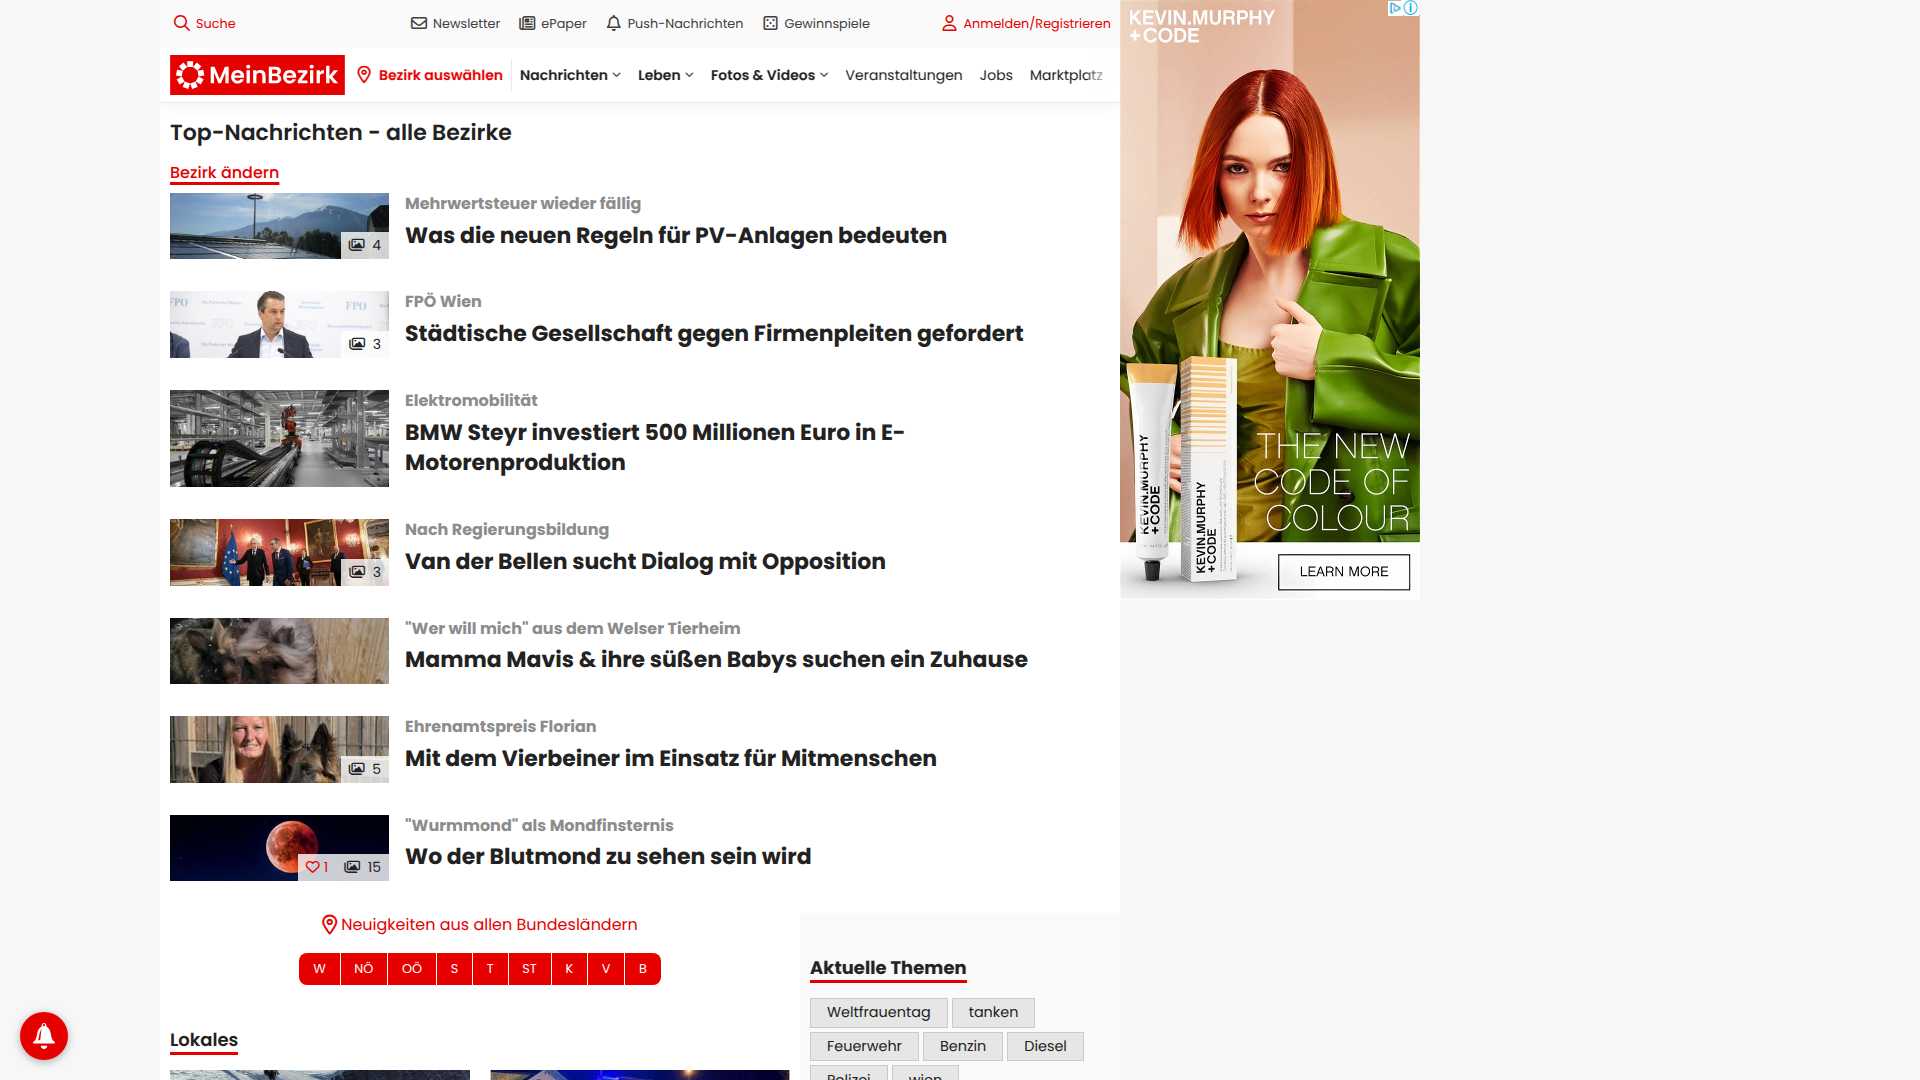 Suche
Newsletter
ePaper
Push-Nachrichten
Gewinnspiele
Anmelden/Registrieren
MeinBezirk
Bezirk auswählen
Nachrichten
Leben
Fotos & Videos
Veranstaltungen
Jobs
Marktplatz
Top-Nachrichten - alle Bezirke
Bezirk ändern
4
Mehrwertsteuer wieder fällig
Was die neuen Regeln für PV-Anlagen bedeuten
FPÖ
3
FPÖ Wien
Städtische Gesellschaft gegen Firmenpleiten gefordert
Elektromobilität
BMW Steyr investiert 500 Millionen Euro in E-
Motorenproduktion
3
Nach Regierungsbildung
Van der Bellen sucht Dialog mit Opposition
"Wer will mich" aus dem Welser Tierheim
Mamma Mavis & ihre süßen Babys suchen ein Zuhause
5
Ehrenamtspreis Florian
Mit dem Vierbeiner im Einsatz für Mitmenschen
1
15
"Wurmmond" als Mondfinsternis
Wo der Blutmond zu sehen sein wird
Neuigkeiten aus allen Bundesländern
W
NÖ
OÖ
S
T
ST
K
V
B
Lokales
Aktuelle Themen
Weltfrauentag
tanken
Feuerwehr
Benzin
Diesel
Polizei
wien
KEVIN.MURPHY
+CODE
KEVIN.MURPHY
+CODE
KEVIN.MURPHY
+CODE
THE NEW
CODE OF
COLOUR
LEARN MORE